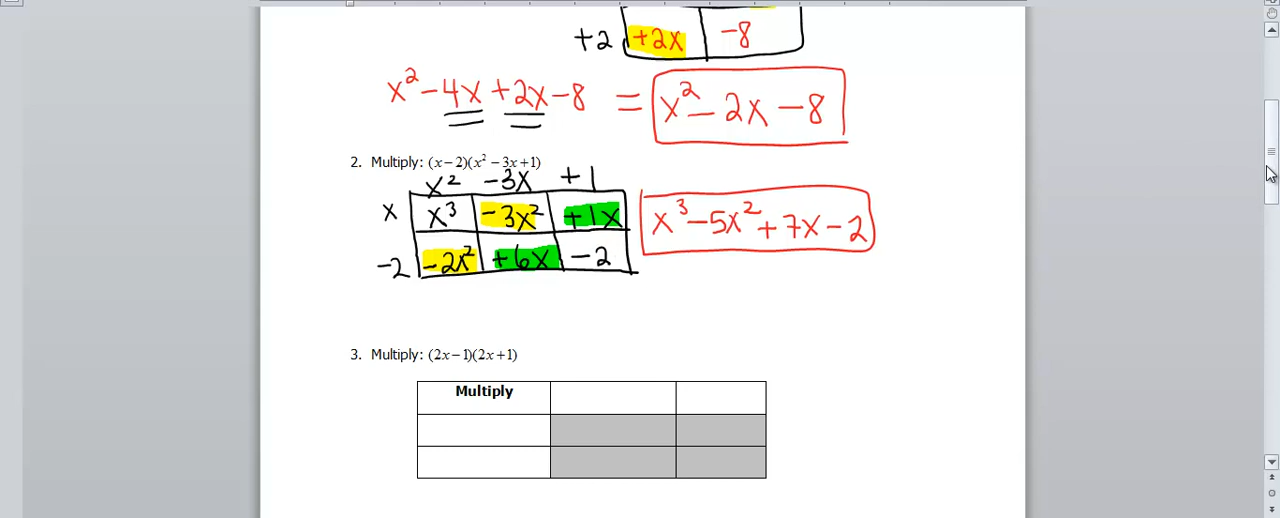 +2 +2x -8
x² - 4x + 2x - 8 = x² - 2x - 8
2. Multiply: (x − 2)(x² − 3x + 1)
x² -3x +1
x x³ -3x² +1x x³ - 5x² + 7x - 2
-2 -2x² +6x -2
3. Multiply: (2x − 1)(2x + 1)
Multiply